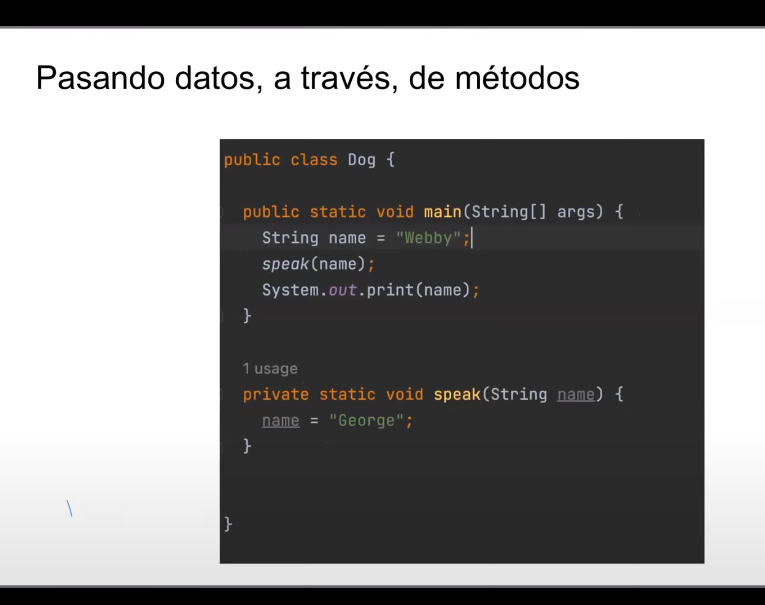 Pasando datos, a través, de métodos
public class Dog {
public static void main(String[] args) {
String name = "Webby";
speak(name);
System.out.print(name);
}
1 usage
private static void speak(String name) {
name = "George";
}
}